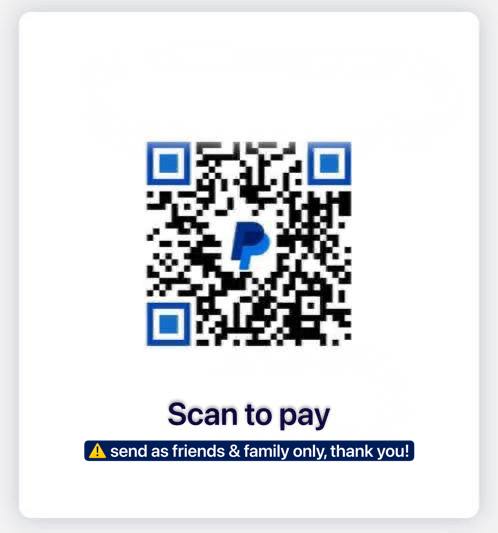 Scan to pay
⚠️ send as friends & family only, thank you!